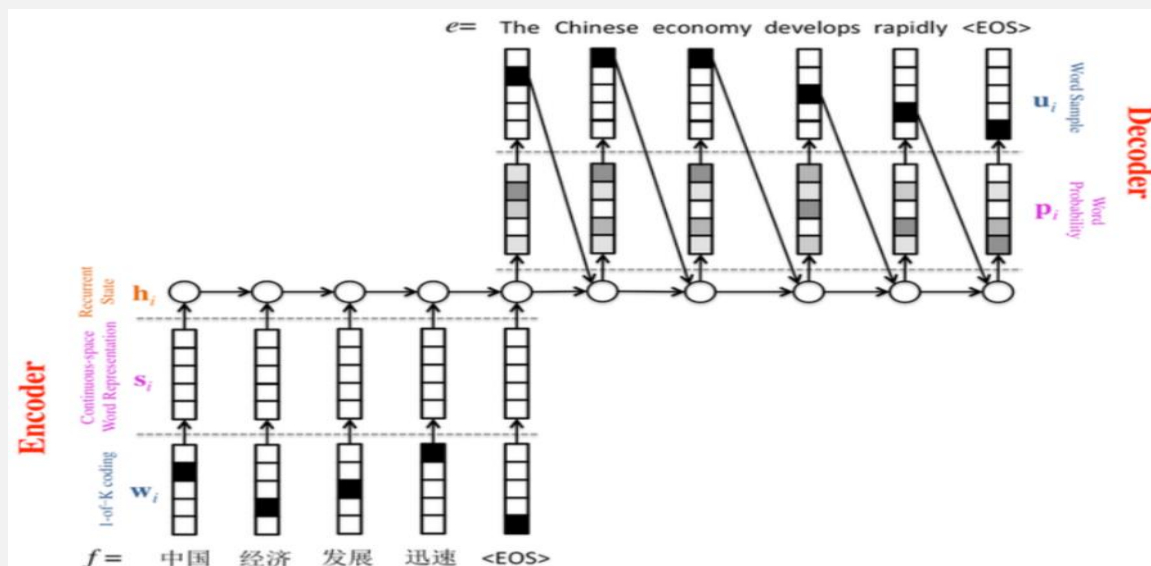 e= The Chinese economy develops rapidly <EOS>
u_i Word Sample
Decoder
p_i Word Probability
Recurrent State h_i
Continuous-space Word Representation s_i
Encoder
1-of-K coding w_i
f= 中国 经济 发展 迅速 <EOS>